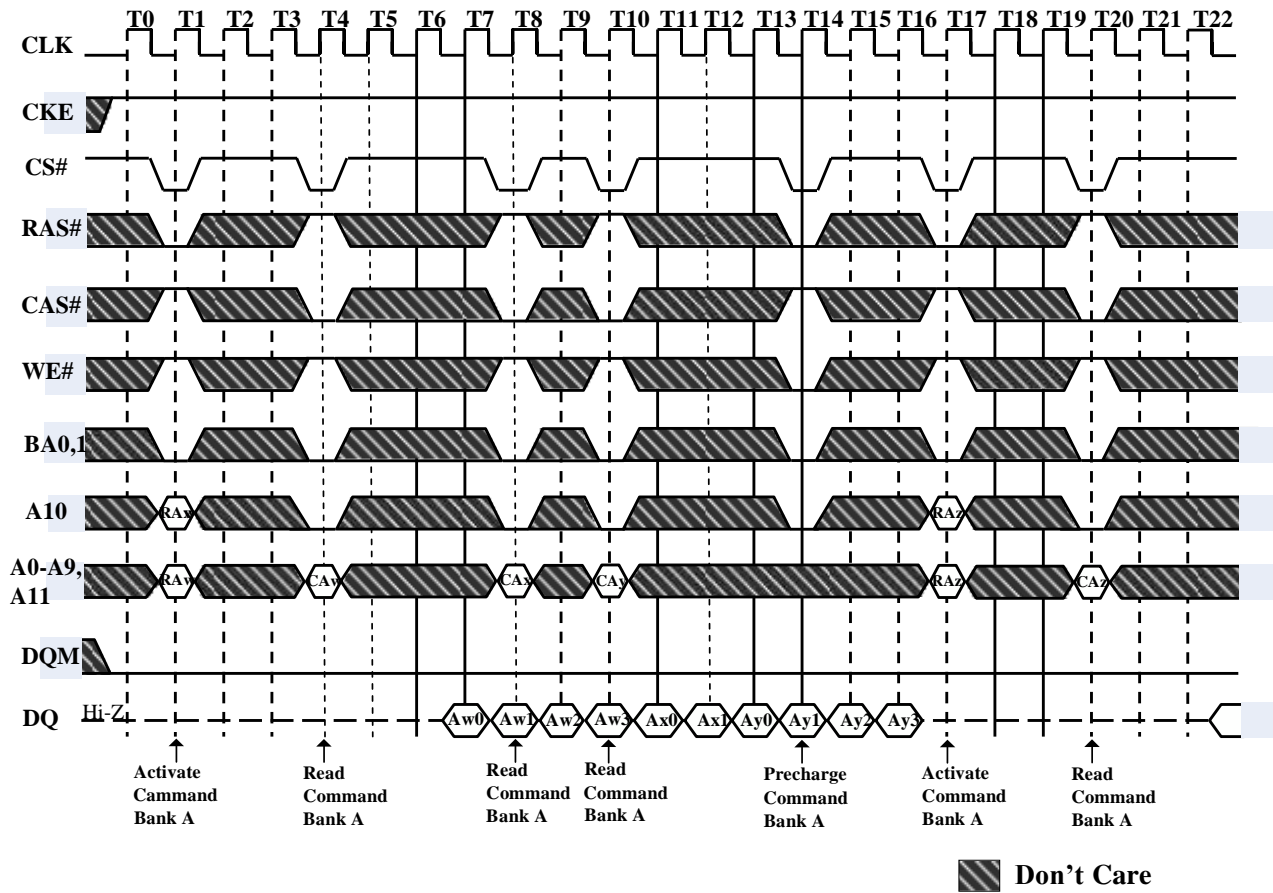 T0 T1 T2 T3 T4 T5 T6 T7 T8 T9 T10 T11 T12 T13 T14 T15 T16 T17 T18 T19 T20 T21 T22
CLK
CKE
CS#
RAS#
CAS#
WE#
BA0,1
A10 RAx RAz
A0-A9,
A11 RAw CAw CAx CAy RAz CAz
DQM
DQ Hi-Z Aw0 Aw1 Aw2 Aw3 Ax0 Ax1 Ay0 Ay1 Ay2 Ay3
Activate
Cammand
Bank A
Read
Command
Bank A
Read
Command
Bank A
Read
Command
Bank A
Precharge
Command
Bank A
Activate
Command
Bank A
Read
Command
Bank A
Don't Care